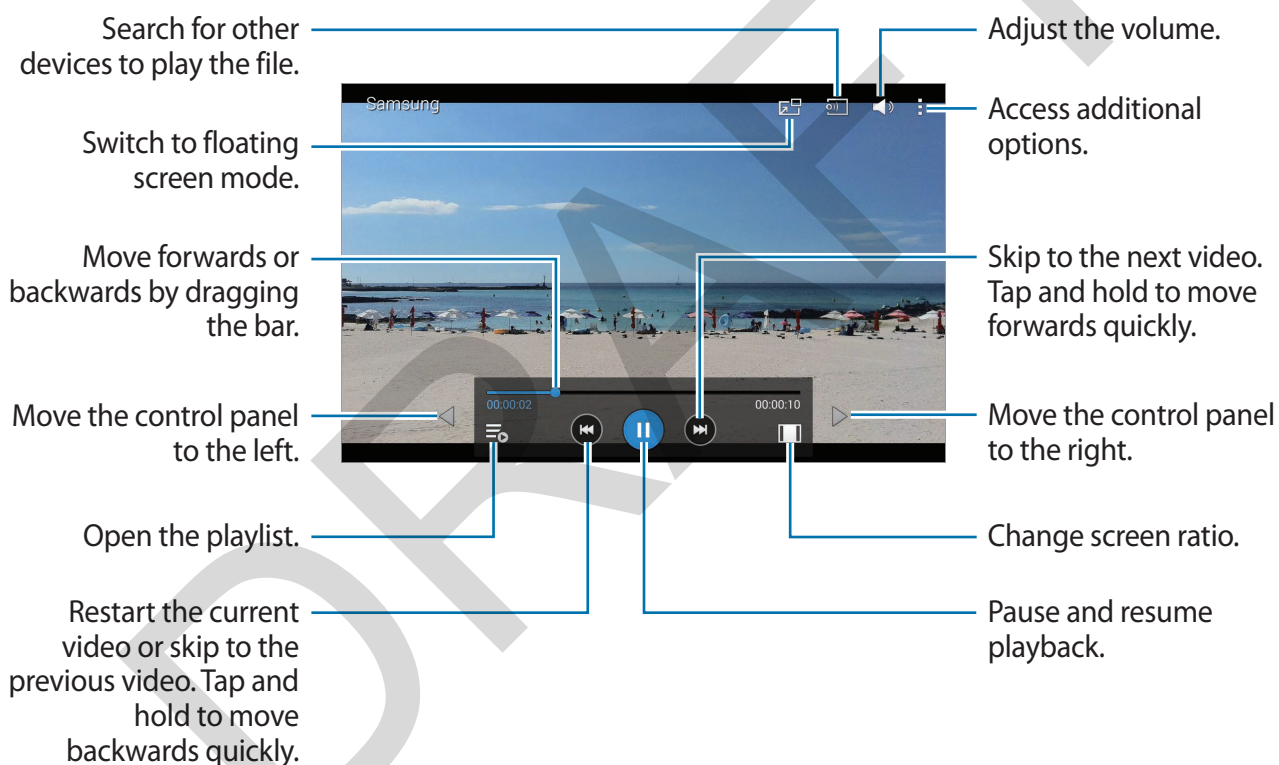 Search for other
devices to play the file.
Switch to floating
screen mode.
Move forwards or
backwards by dragging
the bar.
Move the control panel
to the left.
Open the playlist.
Restart the current
video or skip to the
previous video. Tap and
hold to move
backwards quickly.
Samsung
00:00:02
00:00:10
Adjust the volume.
Access additional
options.
Skip to the next video.
Tap and hold to move
forwards quickly.
Move the control panel
to the right.
Change screen ratio.
Pause and resume
playback.
DRAFT